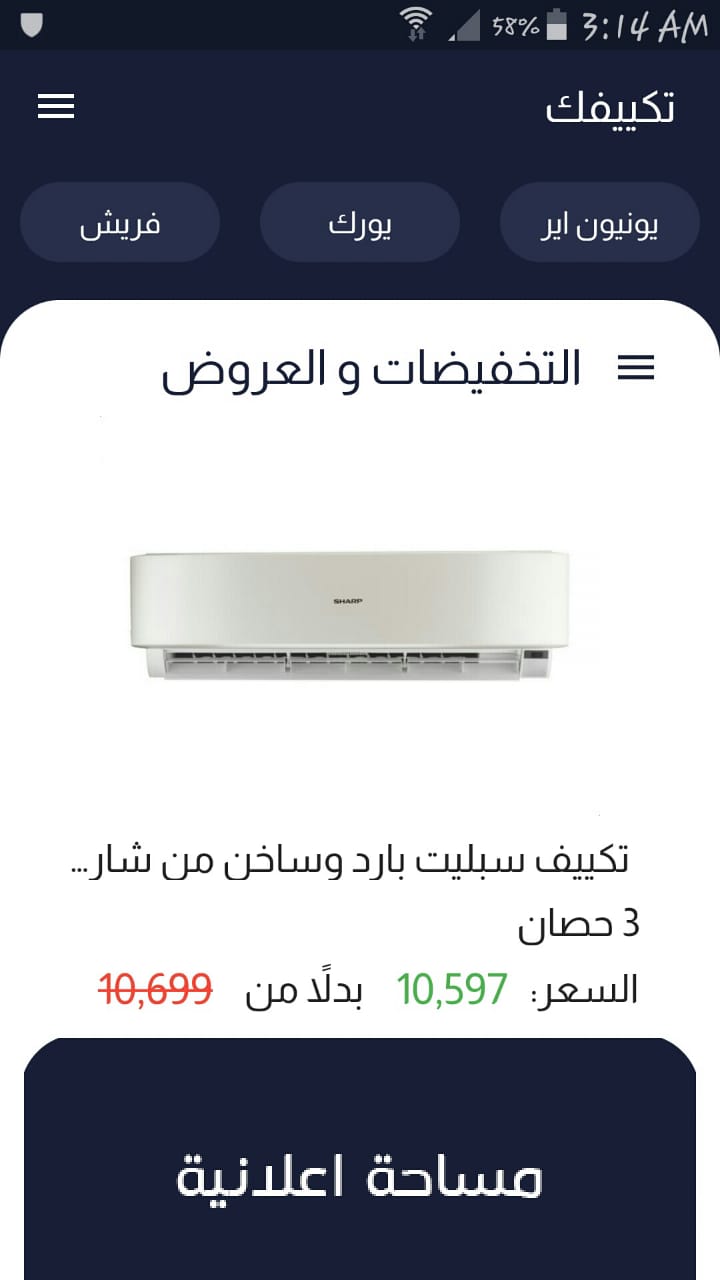 58% 3:14 AM
تكييفك
يونيون اير
يورك
فريش
التخفيضات و العروض
SHARP
تكييف سبليت بارد وساخن من شار...
3 حصان
السعر: 10,597 بدلًا من 10,699
مساحة اعلانية